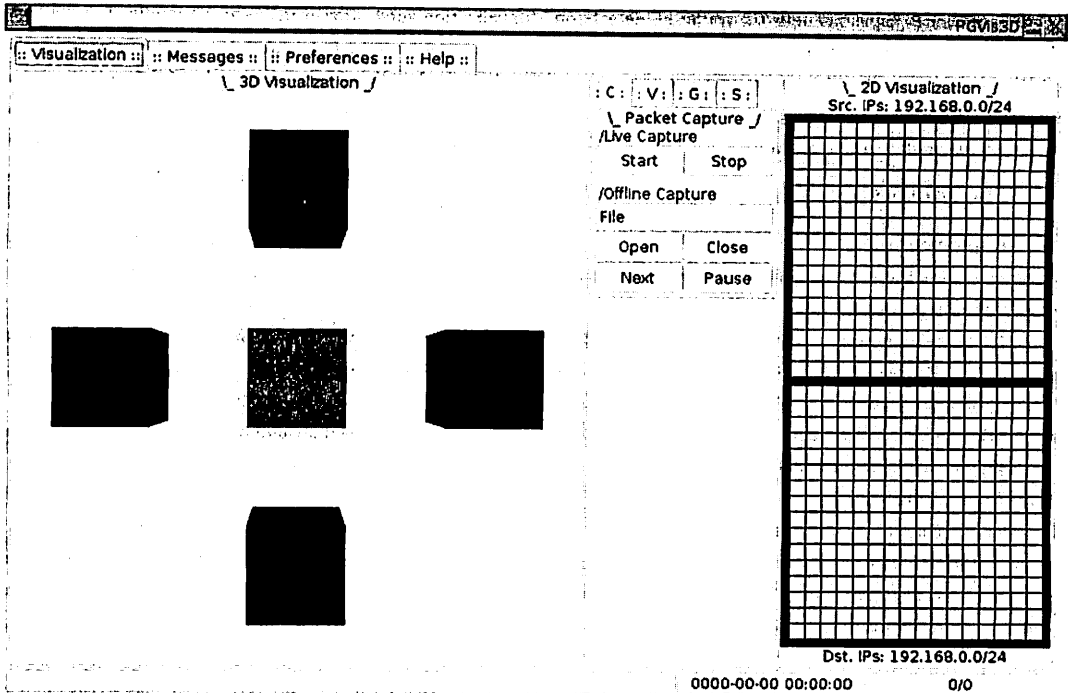 PGVis3D
:: Visualization :: :: Messages :: :: Preferences :: :: Help ::
\_ 3D Visualization _/
: C : : V : : G : : S :
\_ Packet Capture _/
/Live Capture
Start Stop
/Offline Capture
File
Open Close
Next Pause
\_ 2D Visualization _/
Src. IPs: 192.168.0.0/24
Dst. IPs: 192.168.0.0/24
0000-00-00 00:00:00 0/0